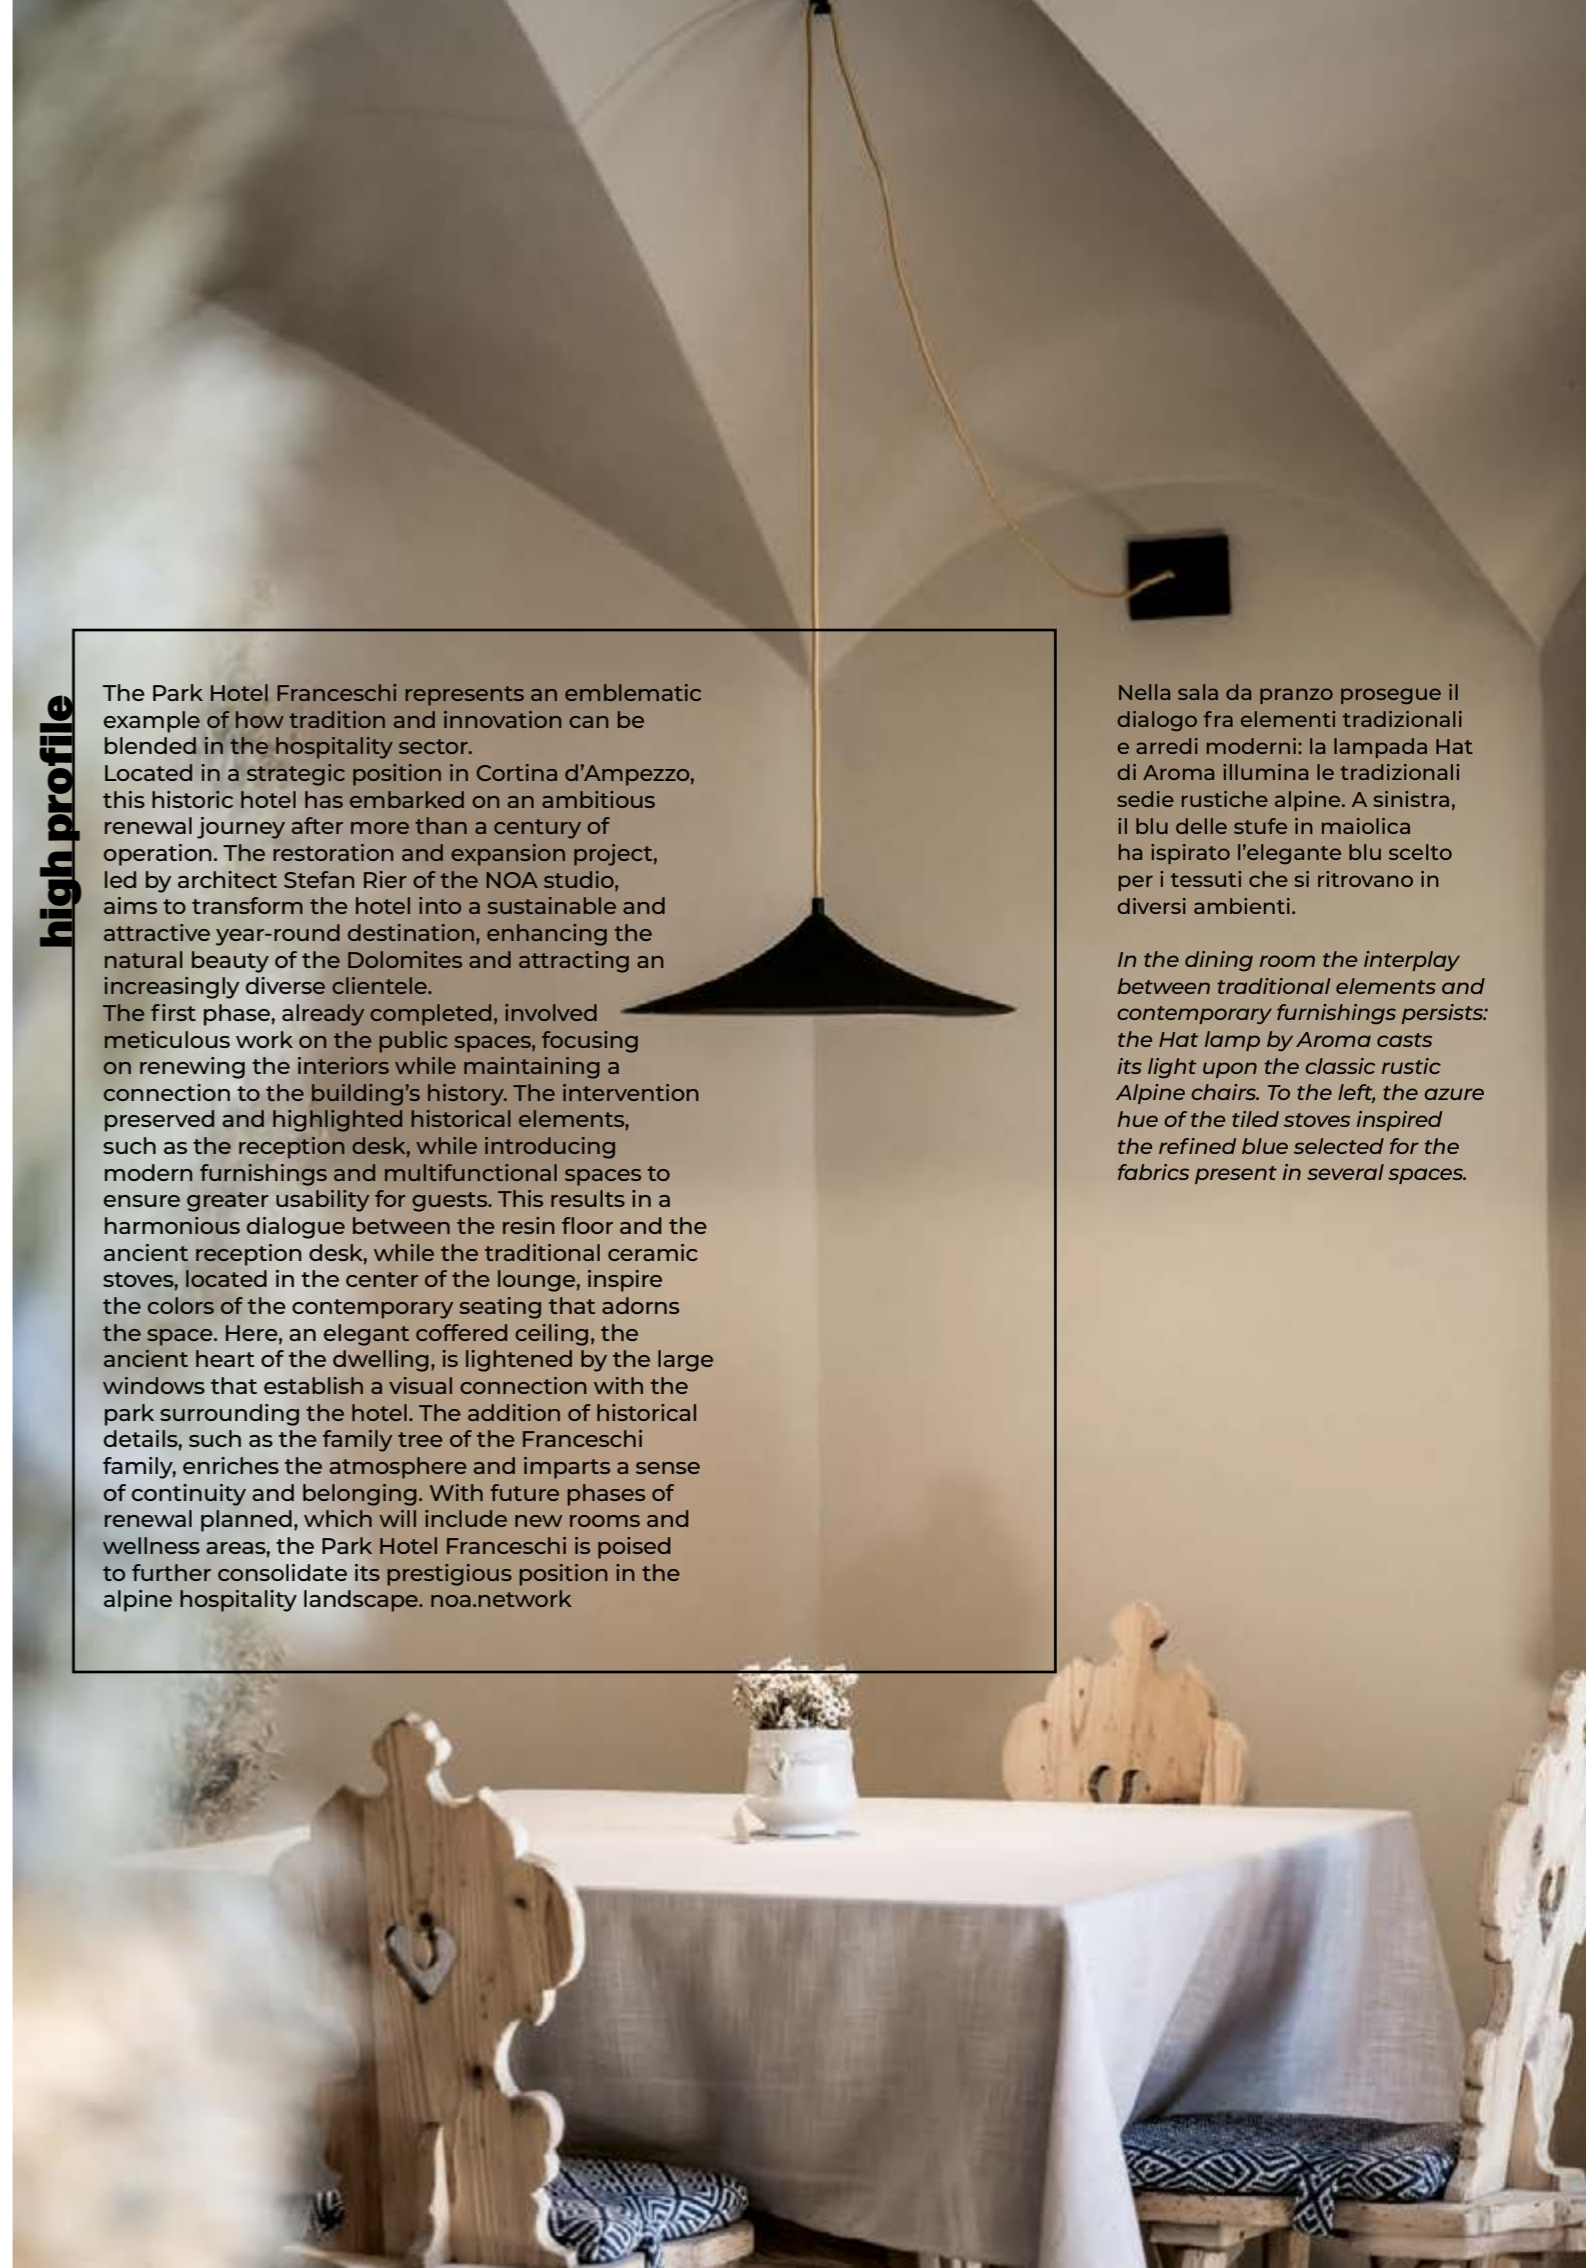 high profile
The Park Hotel Franceschi represents an emblematic
example of how tradition and innovation can be
blended in the hospitality sector.
Located in a strategic position in Cortina d’Ampezzo,
this historic hotel has embarked on an ambitious
renewal journey after more than a century of
operation. The restoration and expansion project,
led by architect Stefan Rier of the NOA studio,
aims to transform the hotel into a sustainable and
attractive year-round destination, enhancing the
natural beauty of the Dolomites and attracting an
increasingly diverse clientele.
The first phase, already completed, involved
meticulous work on the public spaces, focusing
on renewing the interiors while maintaining a
connection to the building’s history. The intervention
preserved and highlighted historical elements,
such as the reception desk, while introducing
modern furnishings and multifunctional spaces to
ensure greater usability for guests. This results in a
harmonious dialogue between the resin floor and the
ancient reception desk, while the traditional ceramic
stoves, located in the center of the lounge, inspire
the colors of the contemporary seating that adorns
the space. Here, an elegant coffered ceiling, the
ancient heart of the dwelling, is lightened by the large
windows that establish a visual connection with the
park surrounding the hotel. The addition of historical
details, such as the family tree of the Franceschi
family, enriches the atmosphere and imparts a sense
of continuity and belonging. With future phases of
renewal planned, which will include new rooms and
wellness areas, the Park Hotel Franceschi is poised
to further consolidate its prestigious position in the
alpine hospitality landscape. noa.network
Nella sala da pranzo prosegue il
dialogo fra elementi tradizionali
e arredi moderni: la lampada Hat
di Aroma illumina le tradizionali
sedie rustiche alpine. A sinistra,
il blu delle stufe in maiolica
ha ispirato l’elegante blu scelto
per i tessuti che si ritrovano in
diversi ambienti.
In the dining room the interplay
between traditional elements and
contemporary furnishings persists:
the Hat lamp by Aroma casts
its light upon the classic rustic
Alpine chairs. To the left, the azure
hue of the tiled stoves inspired
the refined blue selected for the
fabrics present in several spaces.